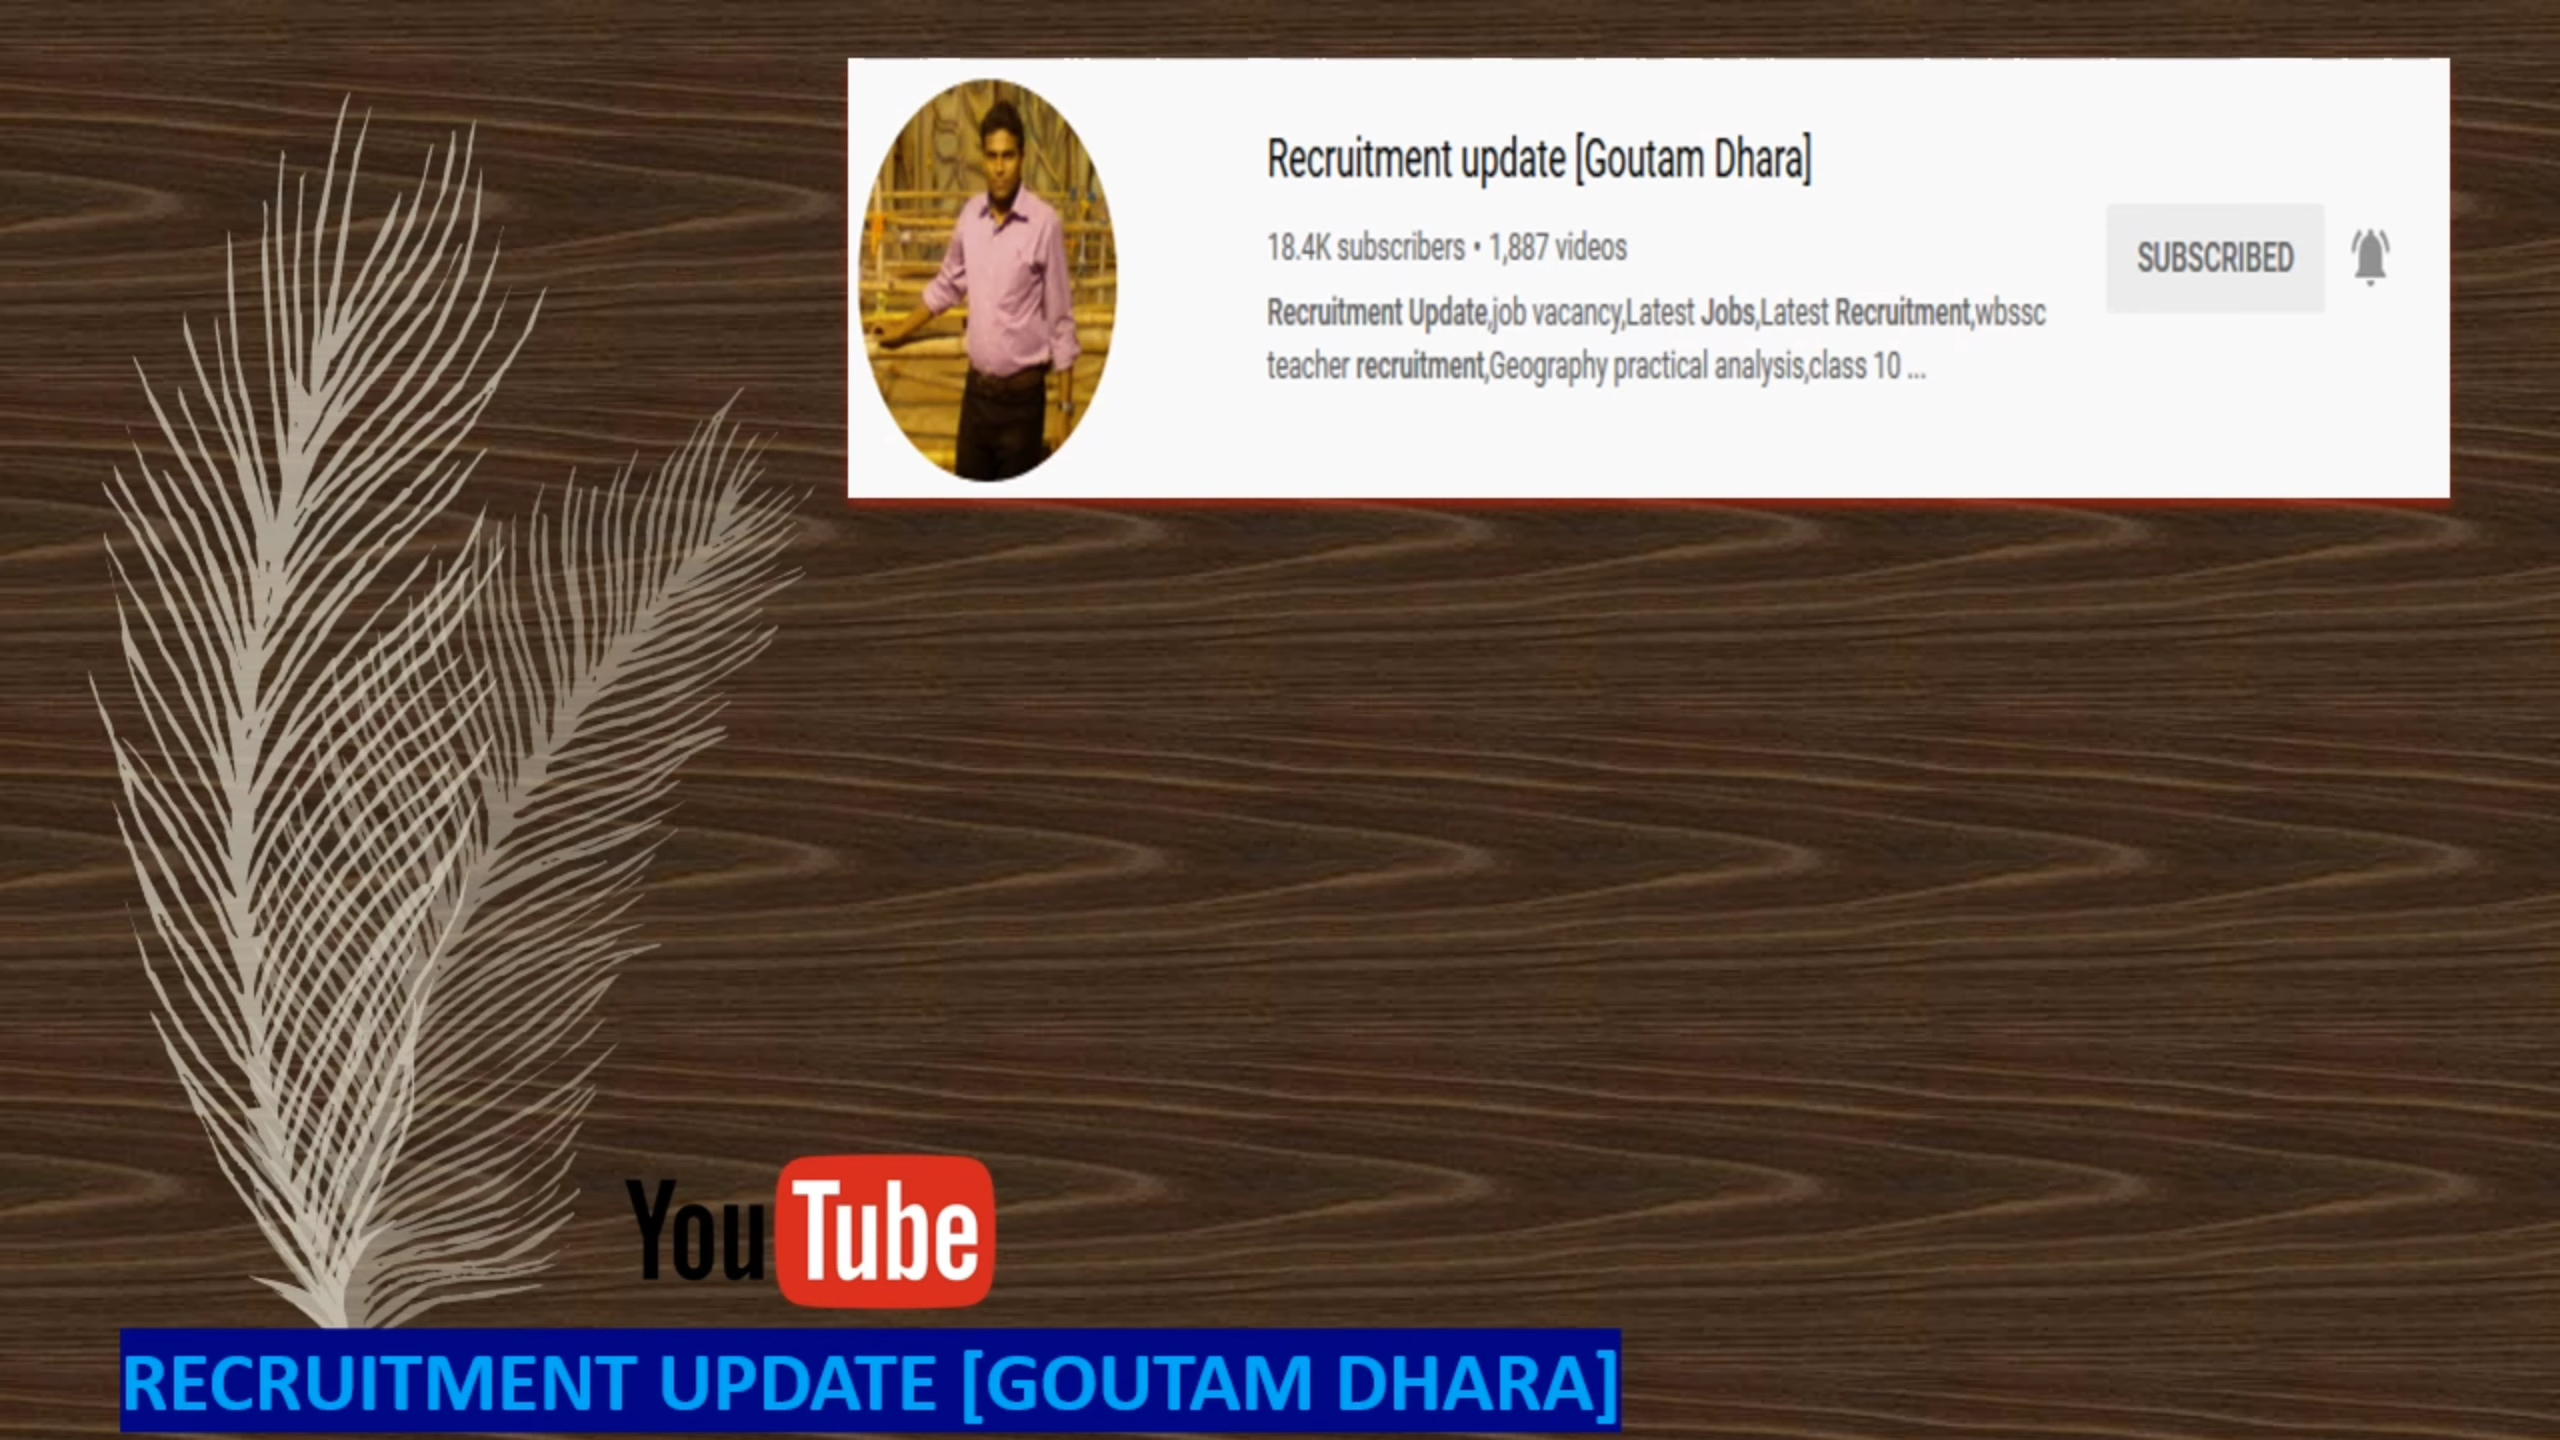 Recruitment update [Goutam Dhara]
18.4K subscribers • 1,887 videos
SUBSCRIBED
Recruitment Update,job vacancy,Latest Jobs,Latest Recruitment,wbssc
teacher recruitment,Geography practical analysis,class 10 ...
YouTube
RECRUITMENT UPDATE [GOUTAM DHARA]